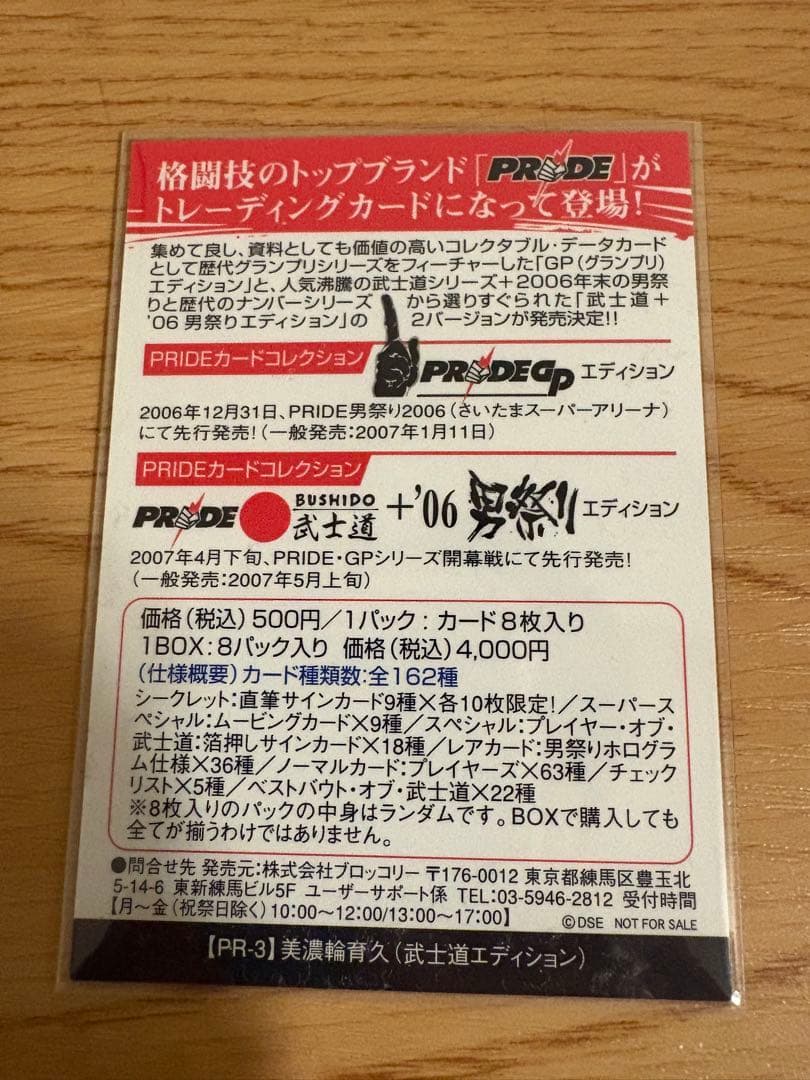 格闘技のトップブランド「PRIDE」が
トレーディングカードになって登場!
集めて良し、資料としても価値の高いコレクタブル・データカード
として歴代グランプリシリーズをフィーチャーした「GP(グランプリ)
エディション」と、人気沸騰の武士道シリーズ+2006年末の男祭
りと歴代のナンバーシリーズ から選りすぐられた「武士道+
'06 男祭りエディション」の 2バージョンが発売決定!!
PRIDEカードコレクション PRIDE GP エディション
2006年12月31日、PRIDE男祭り2006(さいたまスーパーアリーナ)
にて先行発売!(一般発売:2007年1月11日)
PRIDEカードコレクション
PRIDE BUSHIDO 武士道 +'06 男祭り エディション
2007年4月下旬、PRIDE・GPシリーズ開幕戦にて先行発売!
(一般発売:2007年5月上旬)
価格(税込)500円/1パック: カード8枚入り
1BOX:8パック入り 価格(税込)4,000円
(仕様概要)カード種類数:全162種
シークレット:直筆サインカード9種×各10枚限定!/スーパース
ペシャル:ムービングカード×9種/スペシャル:プレイヤー・オブ・
武士道:箔押しサインカード×18種/レアカード:男祭りホログラ
ム仕様×36種/ノーマルカード:プレイヤーズ×63種/チェック
リスト×5種/ベストバウト・オブ・武士道×22種
※8枚入りのパックの中身はランダムです。BOXで購入しても
全てが揃うわけではありません。
●問合せ先 発売元:株式会社ブロッコリー 〒176-0012 東京都練馬区豊玉北
5-14-6 東新練馬ビル5F ユーザーサポート係 TEL:03-5946-2812 受付時間
【月〜金(祝祭日除く)10:00〜12:00/13:00〜17:00】 ©DSE NOT FOR SALE
【PR-3】美濃輪育久(武士道エディション)